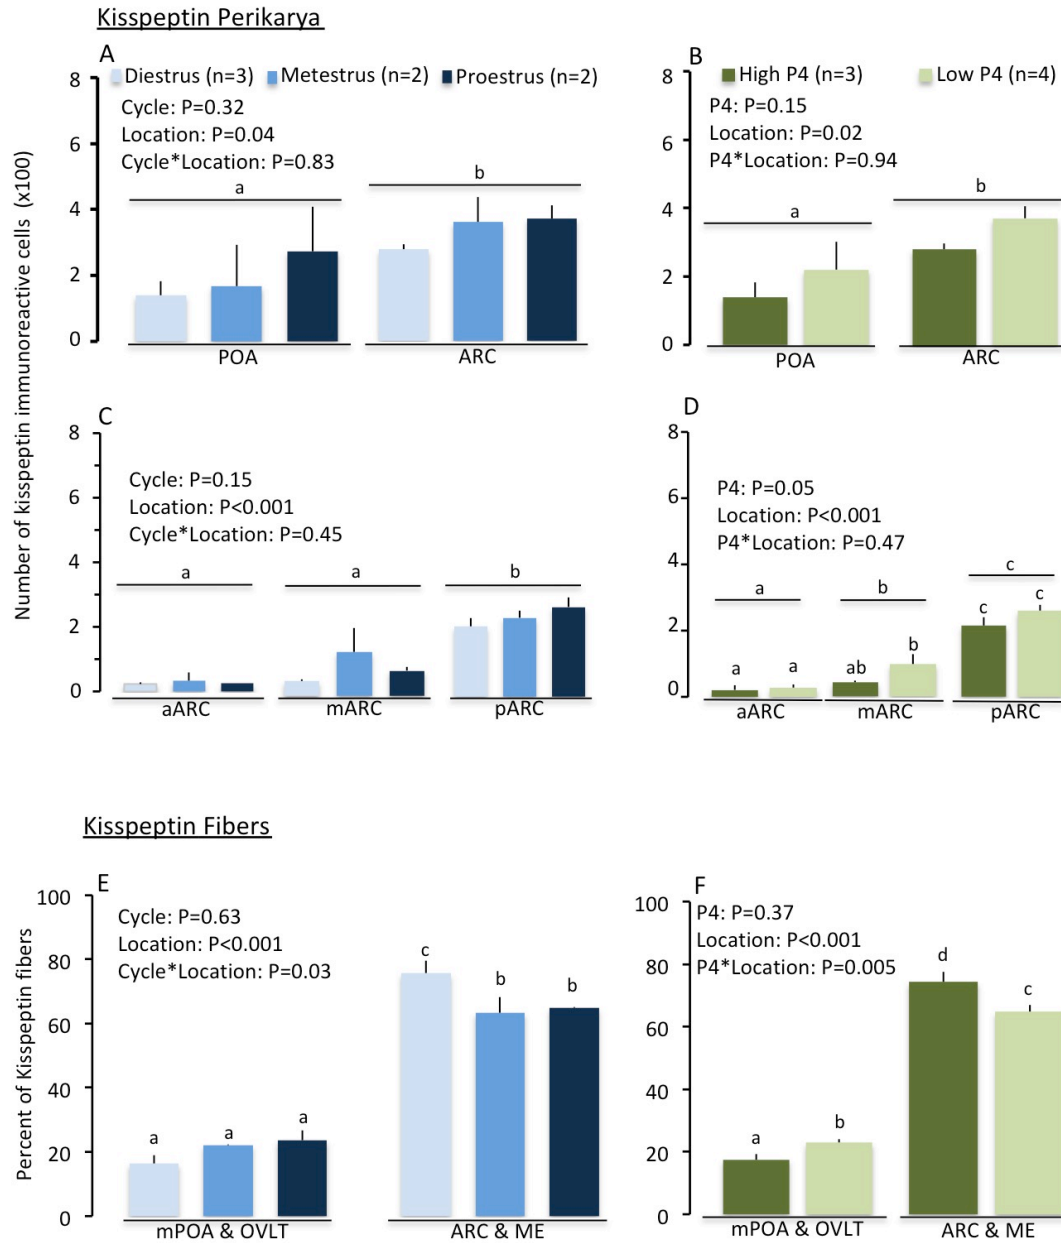 Kisspeptin Perikarya
A
Diestrus (n=3) Metestrus (n=2) Proestrus (n=2)
Cycle: P=0.32
Location: P=0.04
Cycle*Location: P=0.83
a
b
8
6
4
2
0
POA
ARC
B
High P4 (n=3) Low P4 (n=4)
P4: P=0.15
Location: P=0.02
P4*Location: P=0.94
a
b
8
6
4
2
0
POA
ARC
Number of kisspeptin immunoreactive cells (x100)
C
Cycle: P=0.15
Location: P<0.001
Cycle*Location: P=0.45
a
a
b
8
6
4
2
0
aARC
mARC
pARC
D
P4: P=0.05
Location: P<0.001
P4*Location: P=0.47
a
b
c
a
a
ab
b
c
c
8
6
4
2
0
aARC
mARC
pARC
Kisspeptin Fibers
E
Cycle: P=0.63
Location: P<0.001
Cycle*Location: P=0.03
a
a
a
c
b
b
100
80
60
40
20
0
Percent of Kisspeptin fibers
mPOA & OVLT
ARC & ME
F
P4: P=0.37
Location: P<0.001
P4*Location: P=0.005
a
b
d
c
100
80
60
40
20
0
mPOA & OVLT
ARC & ME